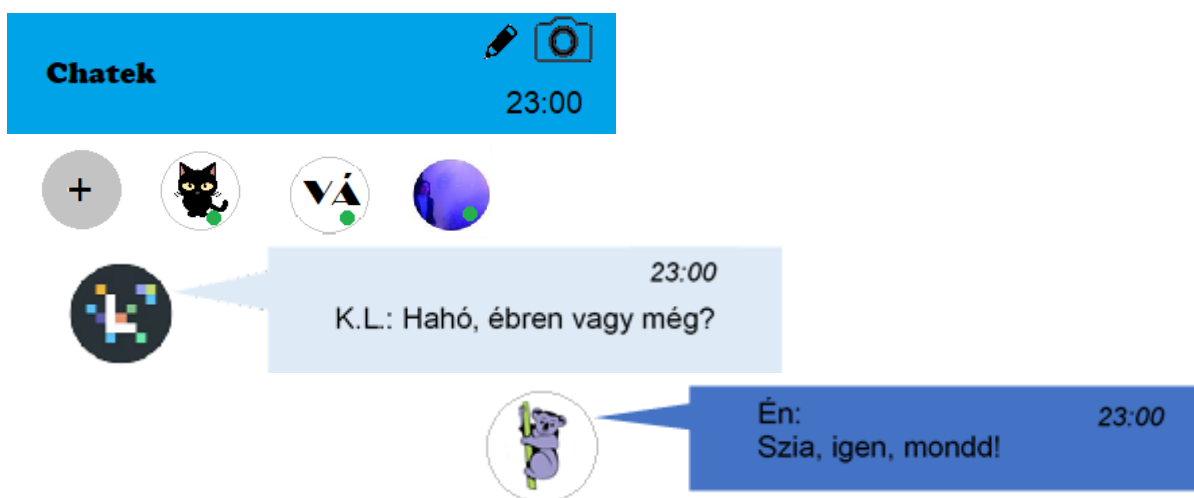 Chatek
23:00
+
VÁ
L
23:00
K.L.: Hahó, ébren vagy még?
Én:
23:00
Szia, igen, mondd!